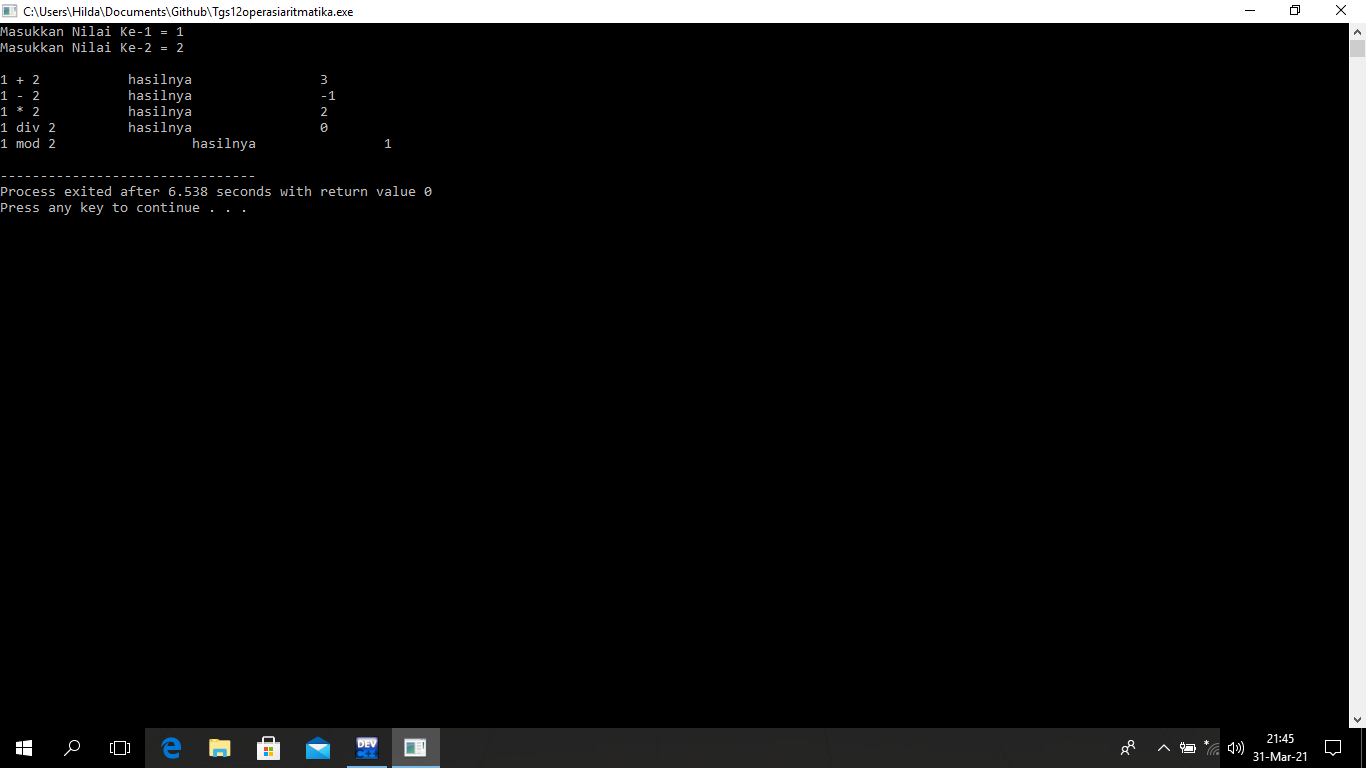 C:\Users\Hilda\Documents\Github\Tgs12operasiaritmatika.exe
Masukkan Nilai Ke-1 = 1
Masukkan Nilai Ke-2 = 2
1 + 2           hasilnya                3
1 - 2           hasilnya                -1
1 * 2           hasilnya                2
1 div 2         hasilnya                0
1 mod 2                 hasilnya                1
--------------------------------
Process exited after 6.538 seconds with return value 0
Press any key to continue . . .
DEV
C++
21:45
31-Mar-21